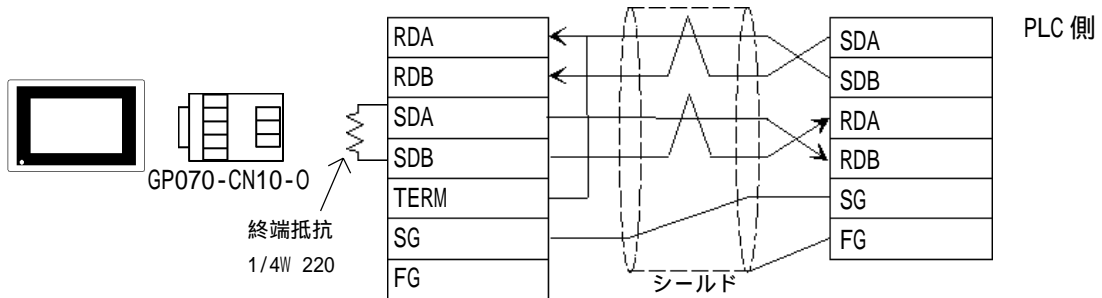 GP070-CN10-0
終端抵抗
1/4W 220
RDA
RDB
SDA
SDB
TERM
SG
FG
シールド
PLC 側
SDA
SDB
RDA
RDB
SG
FG